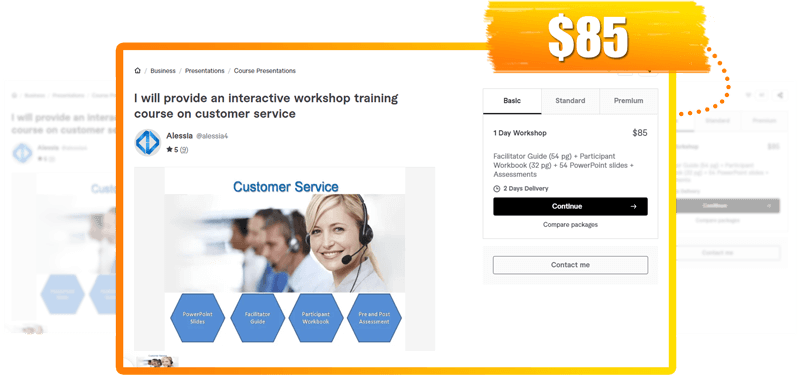 $85
Business / Presentations / Course Presentations
I will provide an interactive workshop training
course on customer service
Alessia @alessia4
5 (9)
Customer Service
PowerPoint
Slides
Facilitator
Guide
Participant
Workbook
Pre and Post
Assessment
Basic Standard Premium
1 Day Workshop $85
Facilitator Guide (54 pg) + Participant
Workbook (32 pg) + 54 PowerPoint slides +
Assessments
2 Days Delivery
Continue →
Compare packages
Contact me